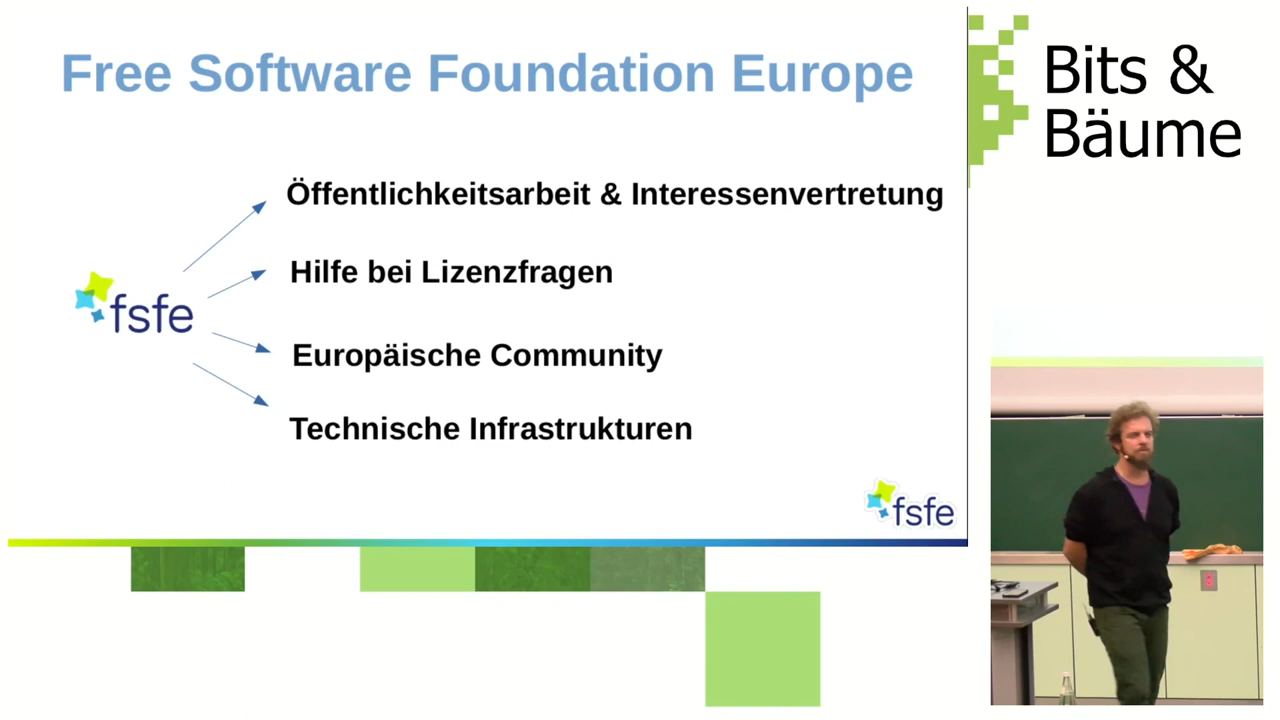 Free Software Foundation Europe
Öffentlichkeitsarbeit & Interessenvertretung
Hilfe bei Lizenzfragen
fsfe
Europäische Community
Technische Infrastrukturen
fsfe
Bits &
Bäume